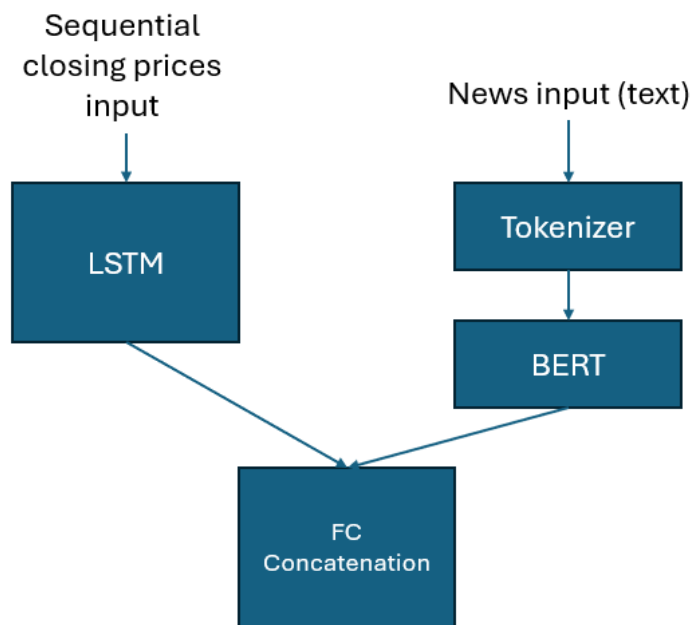 Sequential
closing prices
input
News input (text)
LSTM
Tokenizer
BERT
FC
Concatenation